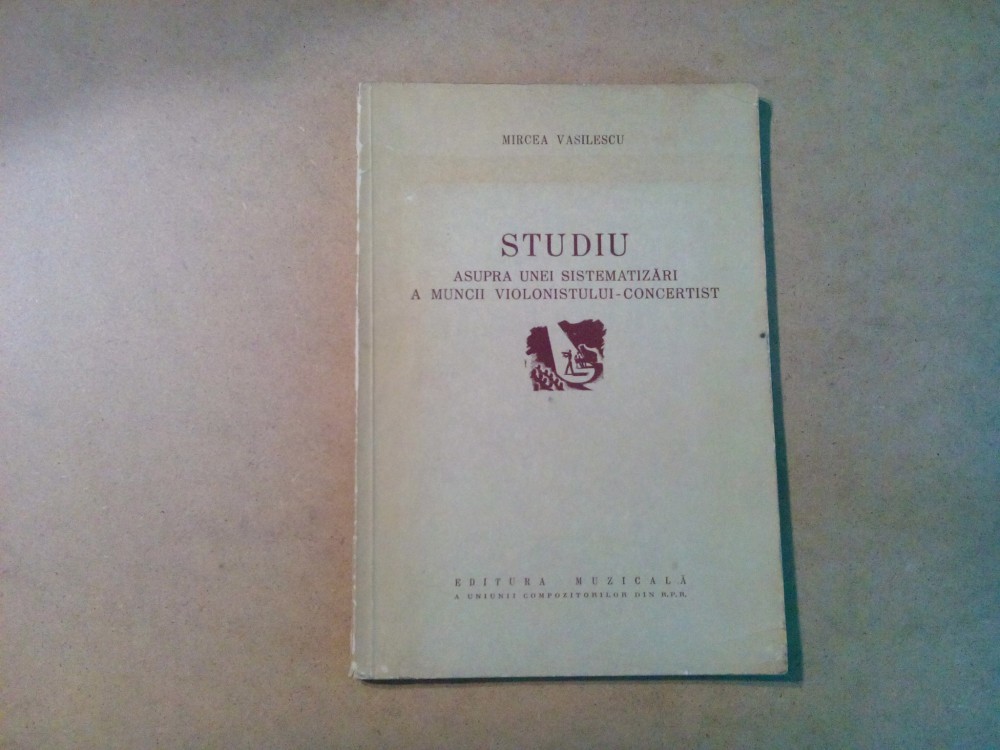 MIRCEA VASILESCU
STUDIU
ASUPRA UNEI SISTEMATIZĂRI
A MUNCII VIOLONISTULUI-CONCERTIST
EDITURA MUZICALĂ
A UNIUNII COMPOZITORILOR DIN R.P.R.